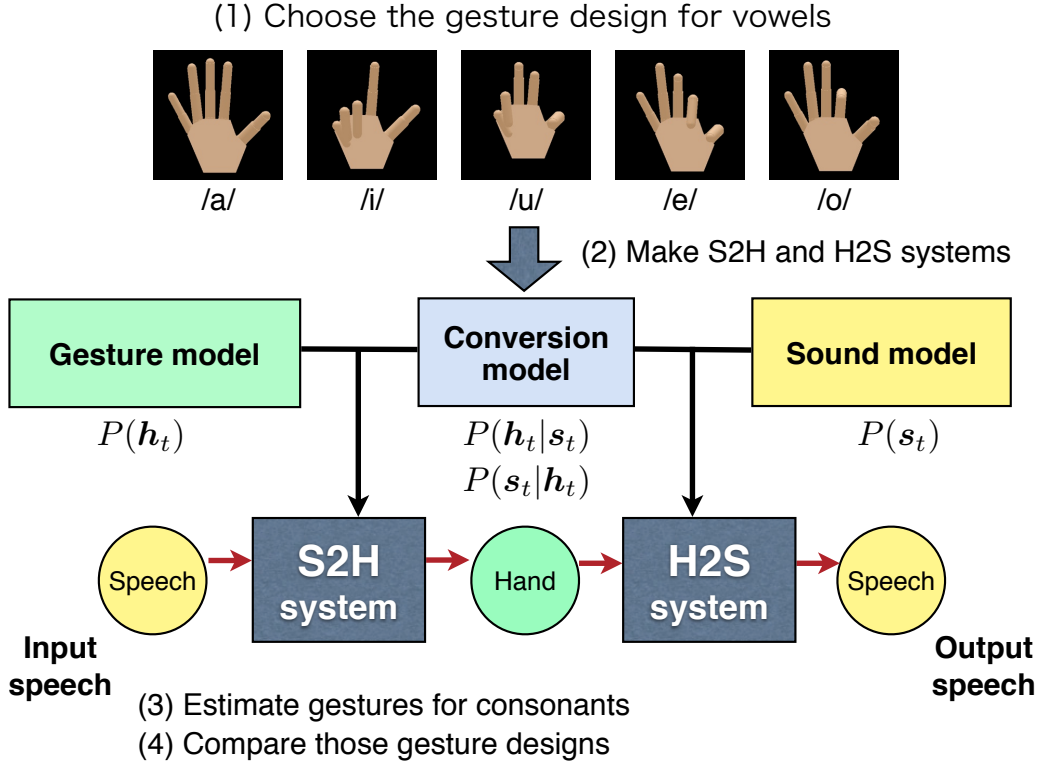 (1) Choose the gesture design for vowels
/a/ /i/ /u/ /e/ /o/
(2) Make S2H and H2S systems
Gesture model
Conversion
model
Sound model
P(h_t)
P(h_t|s_t)
P(s_t|h_t)
P(s_t)
Speech
S2H
system
Hand
H2S
system
Speech
Input
speech
Output
speech
(3) Estimate gestures for consonants
(4) Compare those gesture designs